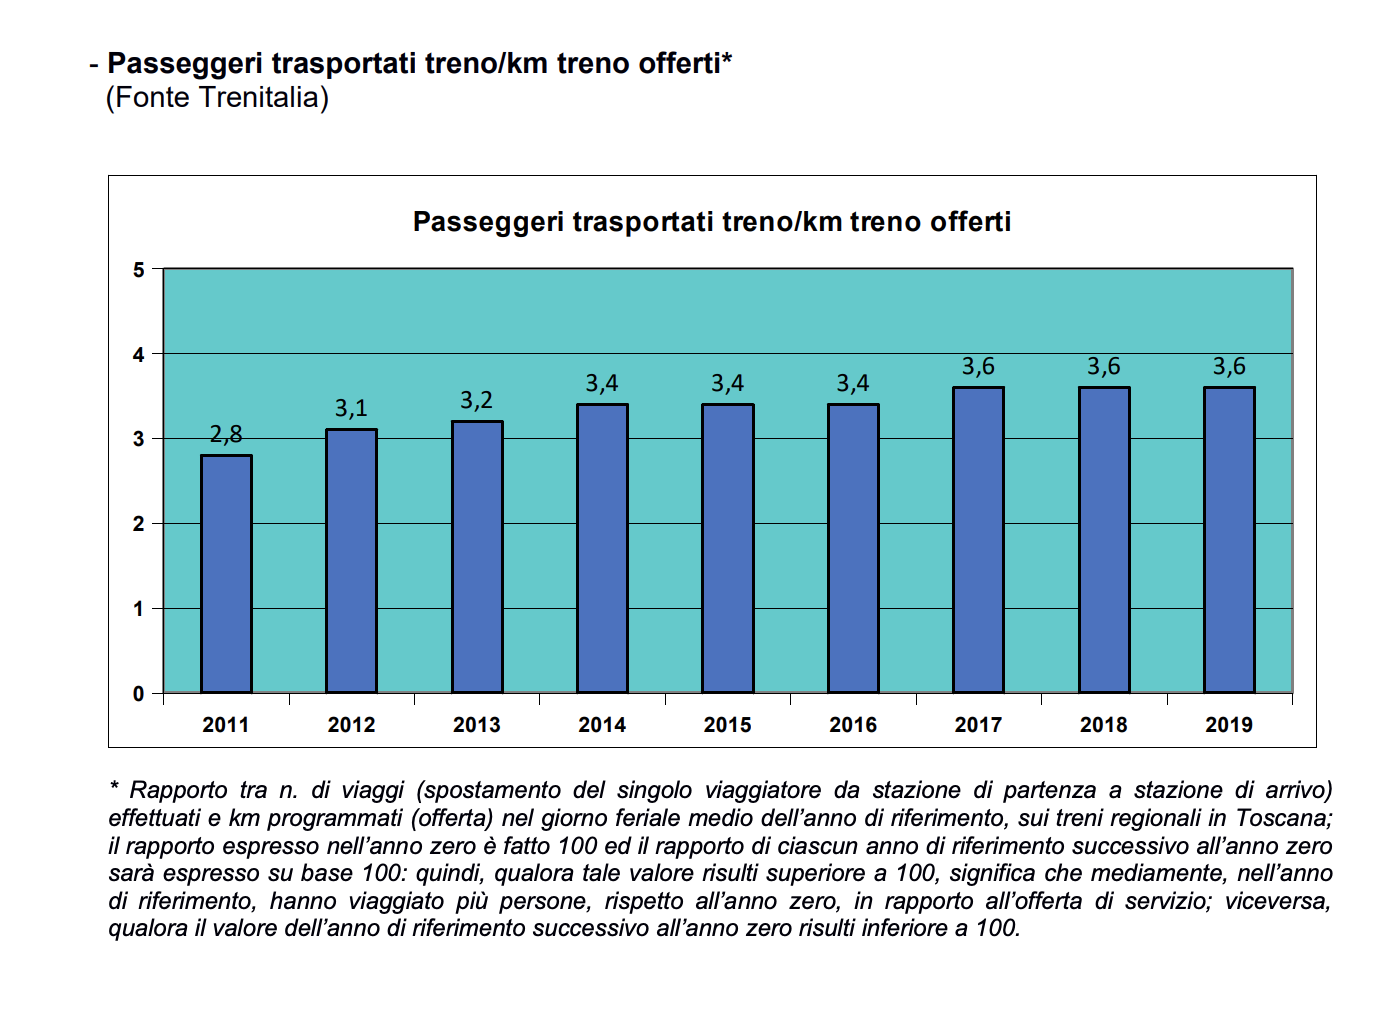 - Passeggeri trasportati treno/km treno offerti*
(Fonte Trenitalia)
Passeggeri trasportati treno/km treno offerti
5
4
3
2
1
0
2,8
3,1
3,2
3,4
3,4
3,4
3,6
3,6
3,6
2011 2012 2013 2014 2015 2016 2017 2018 2019
* Rapporto tra n. di viaggi (spostamento del singolo viaggiatore da stazione di partenza a stazione di arrivo)
effettuati e km programmati (offerta) nel giorno feriale medio dell’anno di riferimento, sui treni regionali in Toscana;
il rapporto espresso nell’anno zero è fatto 100 ed il rapporto di ciascun anno di riferimento successivo all’anno zero
sarà espresso su base 100: quindi, qualora tale valore risulti superiore a 100, significa che mediamente, nell’anno
di riferimento, hanno viaggiato più persone, rispetto all’anno zero, in rapporto all’offerta di servizio; viceversa,
qualora il valore dell’anno di riferimento successivo all’anno zero risulti inferiore a 100.